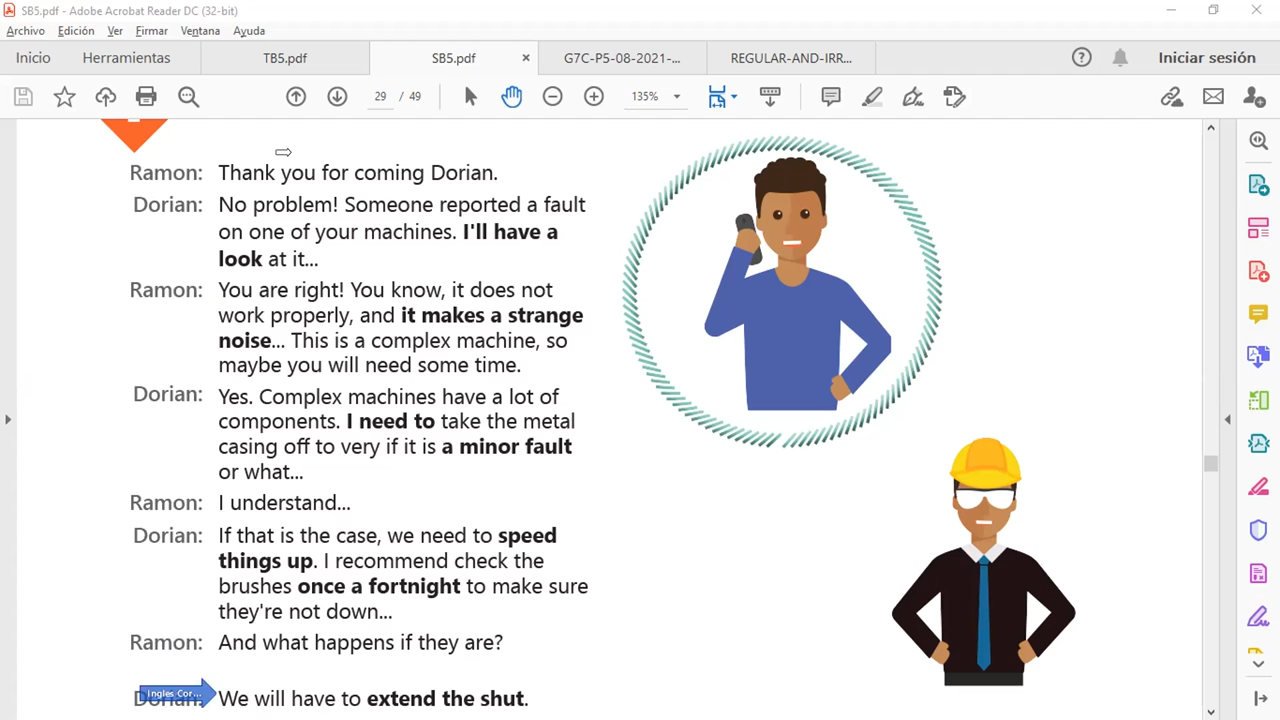 SB5.pdf - Adobe Acrobat Reader DC (32-bit)
Archivo Edición Ver Firmar Ventana Ayuda
Inicio Herramientas TB5.pdf SB5.pdf × G7C-P5-08-2021-... REGULAR-AND-IRR... Iniciar sesión
29 / 49 135%
Ramon: Thank you for coming Dorian.
Dorian: No problem! Someone reported a fault
on one of your machines. I'll have a
look at it...
Ramon: You are right! You know, it does not
work properly, and it makes a strange
noise... This is a complex machine, so
maybe you will need some time.
Dorian: Yes. Complex machines have a lot of
components. I need to take the metal
casing off to very if it is a minor fault
or what...
Ramon: I understand...
Dorian: If that is the case, we need to speed
things up. I recommend check the
brushes once a fortnight to make sure
they're not down...
Ramon: And what happens if they are?
Dorian: We will have to extend the shut.
Ingles Cor...